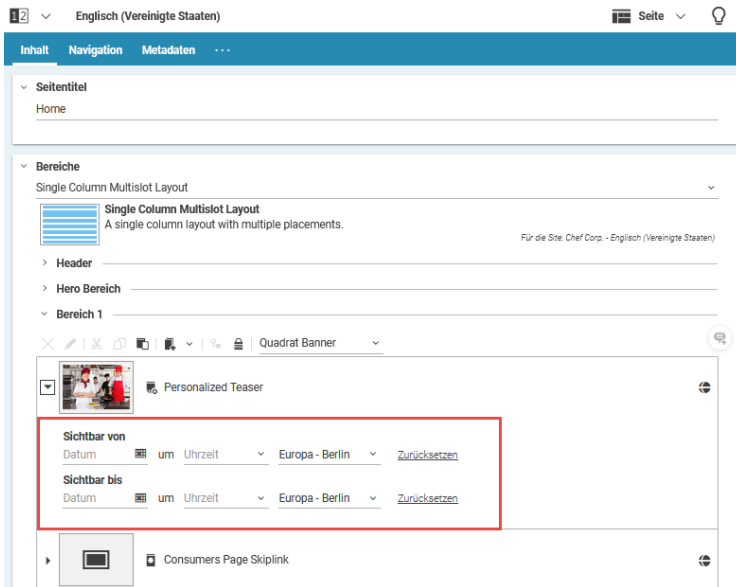 Englisch (Vereinigte Staaten) Seite
Inhalt Navigation Metadaten ...
Seitentitel
Home
Bereiche
Single Column Multislot Layout
Single Column Multislot Layout
A single column layout with multiple placements.
Für die Site: Chef Corp. - Englisch (Vereinigte Staaten)
Header
Hero Bereich
Bereich 1
Quadrat Banner
Personalized Teaser
Sichtbar von
Datum um Uhrzeit Europa - Berlin Zurücksetzen
Sichtbar bis
Datum um Uhrzeit Europa - Berlin Zurücksetzen
Consumers Page Skiplink